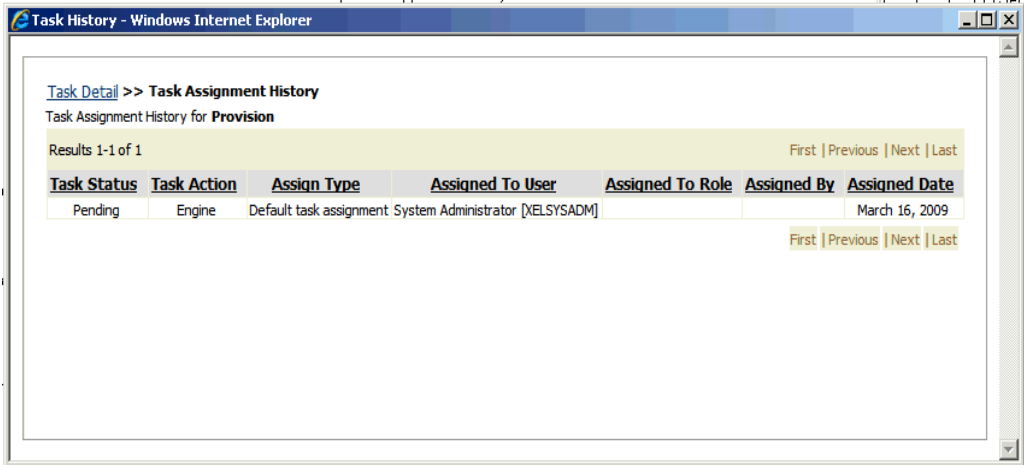 Task History - Windows Internet Explorer
Task Detail >> Task Assignment History
Task Assignment History for Provision
Results 1-1 of 1 First | Previous | Next | Last
Task Status Task Action Assign Type Assigned To User Assigned To Role Assigned By Assigned Date
Pending Engine Default task assignment System Administrator [XELSYSADM] March 16, 2009
First | Previous | Next | Last